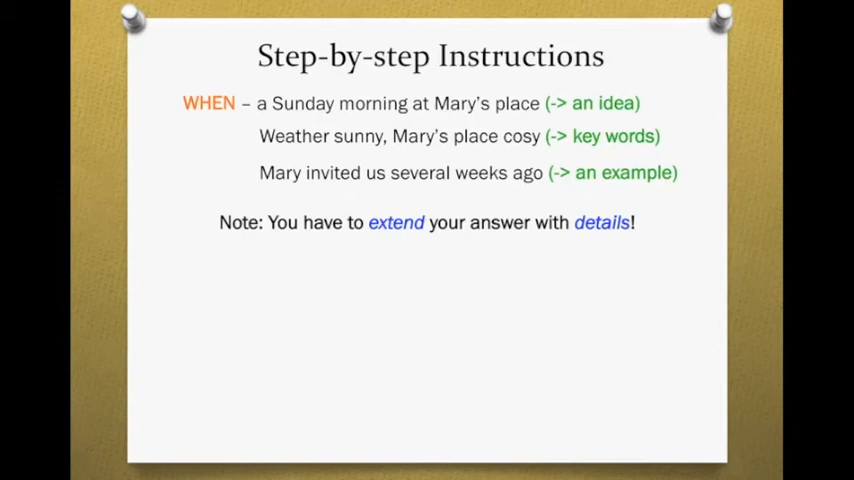 Step-by-step Instructions
WHEN – a Sunday morning at Mary's place (-> an idea)
Weather sunny, Mary's place cosy (-> key words)
Mary invited us several weeks ago (-> an example)
Note: You have to extend your answer with details!